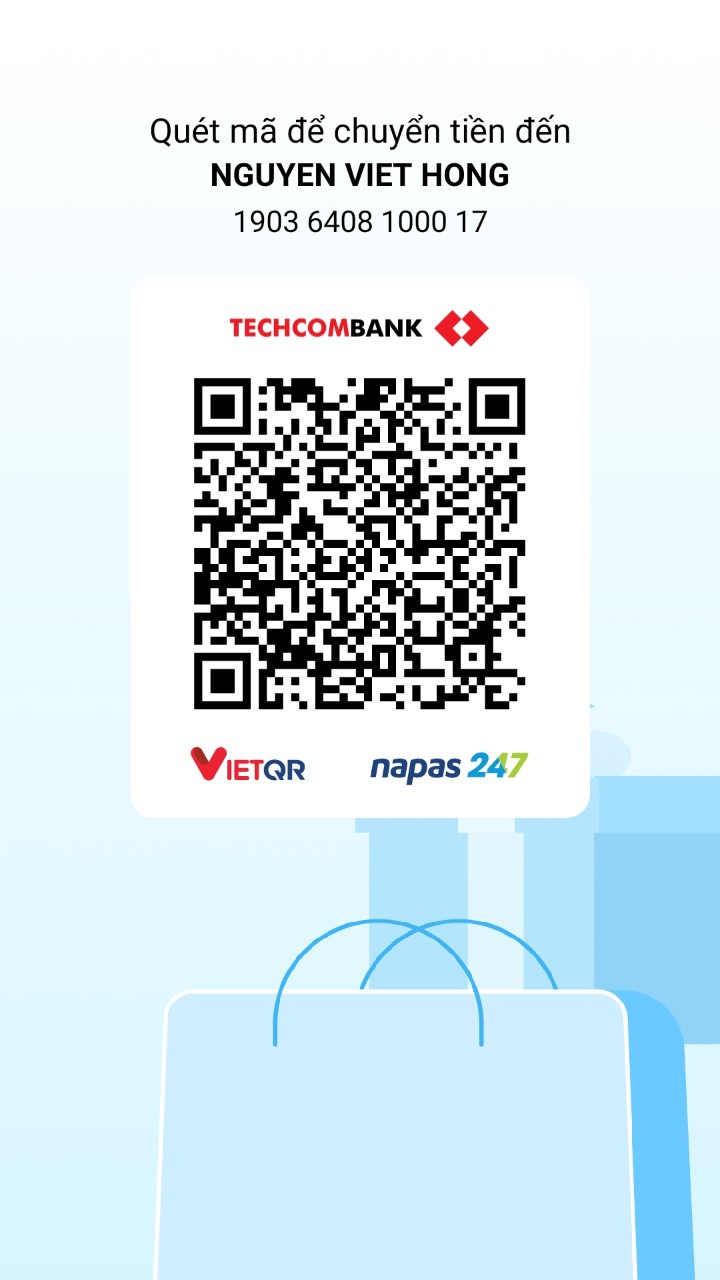 Quét mã để chuyển tiền đến
NGUYEN VIET HONG
1903 6408 1000 17
TECHCOMBANK
VIETQR
napas 247